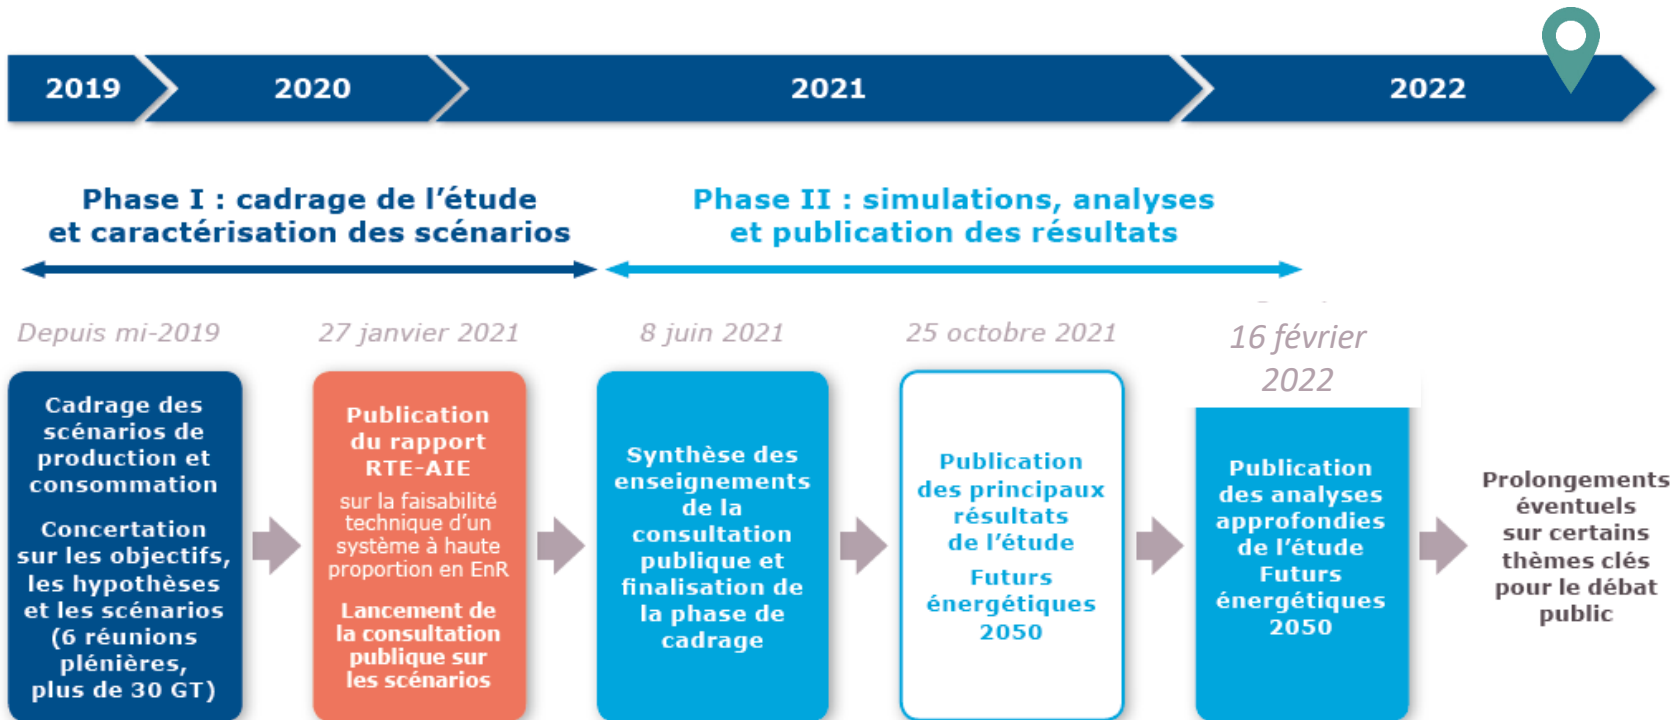 2019
2020
2021
2022
Phase I : cadrage de l’étude
et caractérisation des scénarios
Phase II : simulations, analyses
et publication des résultats
Depuis mi-2019
27 janvier 2021
8 juin 2021
25 octobre 2021
16 février
2022
Cadrage des
scénarios de
production et
consommation
Concertation
sur les objectifs,
les hypothèses
et les scénarios
(6 réunions
plénières,
plus de 30 GT)
Publication
du rapport
RTE-AIE
sur la faisabilité
technique d’un
système à haute
proportion en EnR
Lancement de
la consultation
publique sur
les scénarios
Synthèse des
enseignements
de la
consultation
publique et
finalisation de
la phase de
cadrage
Publication
des principaux
résultats
de l’étude
Futurs
énergétiques
2050
Publication
des analyses
approfondies
de l’étude
Futurs
énergétiques
2050
Prolongements
éventuels
sur certains
thèmes clés
pour le débat
public